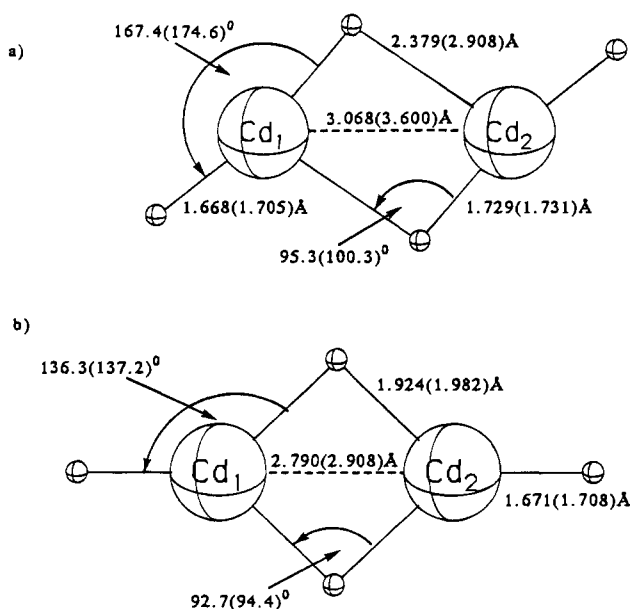 a)
167.4(174.6)⁰
2.379(2.908)Å
3.068(3.600)Å
Cd₁
Cd₂
1.668(1.705)Å
1.729(1.731)Å
95.3(100.3)⁰
b)
136.3(137.2)⁰
1.924(1.982)Å
2.790(2.908)Å
Cd₁
Cd₂
1.671(1.708)Å
92.7(94.4)⁰